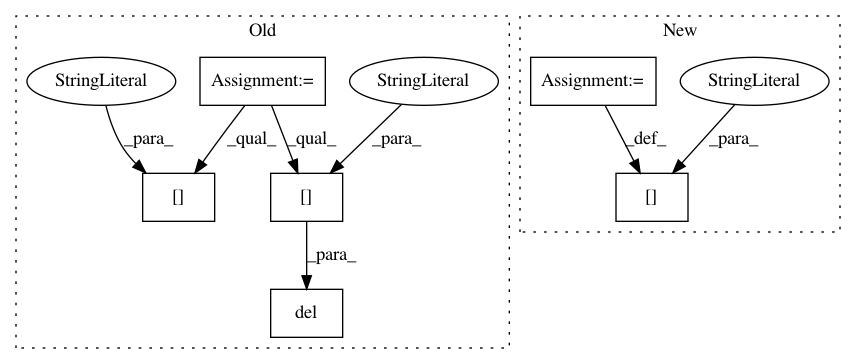 Old
New
StringLiteral
Assignment:=
StringLiteral
Assignment:=
StringLiteral
_para_
_qual_
_qual_
_para_
_def_
_para_
[]
[]
[]
_para_
del